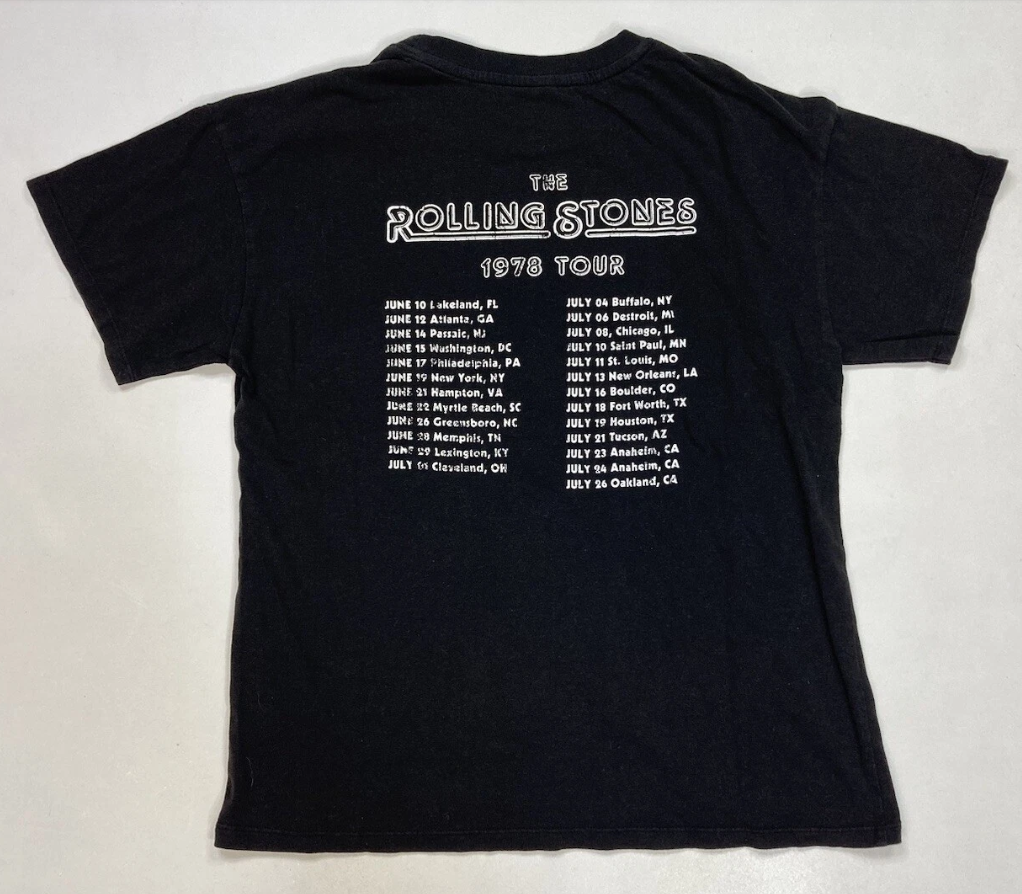 THE
ROLLING STONES
1978 TOUR
JUNE 10 Lakeland, FL
JUNE 12 Atlanta, GA
JUNE 14 Passaic, NJ
JUNE 15 Washington, DC
JUNE 17 Philadelphia, PA
JUNE 19 New York, NY
JUNE 21 Hampton, VA
JUNE 22 Myrtle Beach, SC
JUNE 26 Greensboro, NC
JUNE 28 Memphis, TN
JUNE 29 Lexington, KY
JULY 01 Cleveland, OH
JULY 04 Buffalo, NY
JULY 06 Destroit, MI
JULY 08, Chicago, IL
JULY 10 Saint Paul, MN
JULY 11 St. Louis, MO
JULY 13 New Orleans, LA
JULY 16 Boulder, CO
JULY 18 Fort Worth, TX
JULY 19 Houston, TX
JULY 21 Tucson, AZ
JULY 23 Anaheim, CA
JULY 24 Anaheim, CA
JULY 26 Oakland, CA